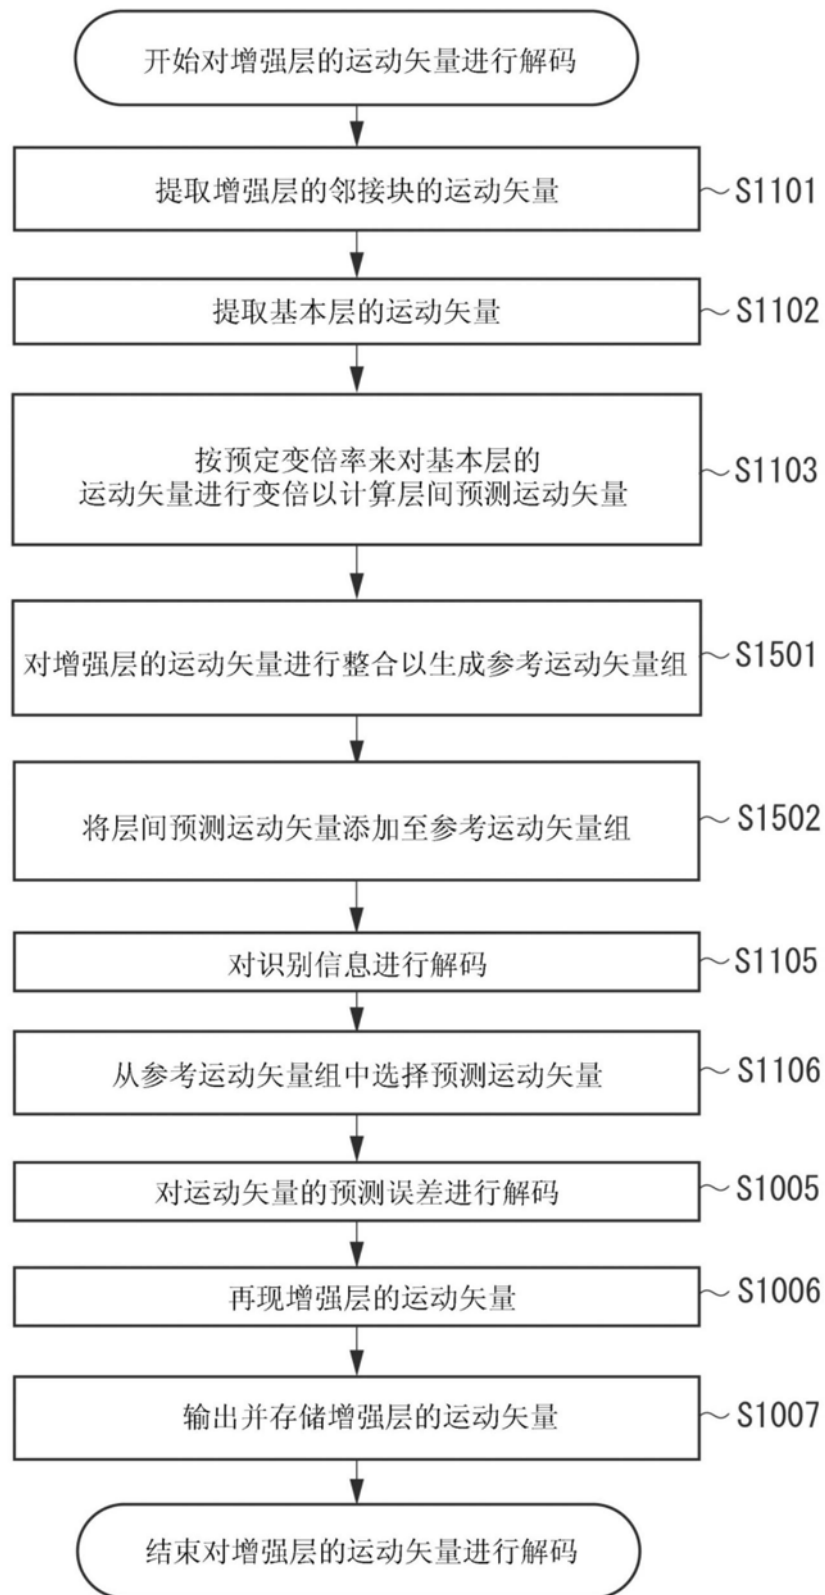 开始对增强层的运动矢量进行解码
提取增强层的邻接块的运动矢量
S1101
提取基本层的运动矢量
S1102
按预定变倍率来对基本层的
运动矢量进行变倍以计算层间预测运动矢量
S1103
对增强层的运动矢量进行整合以生成参考运动矢量组
S1501
将层间预测运动矢量添加至参考运动矢量组
S1502
对识别信息进行解码
S1105
从参考运动矢量组中选择预测运动矢量
S1106
对运动矢量的预测误差进行解码
S1005
再现增强层的运动矢量
S1006
输出并存储增强层的运动矢量
S1007
结束对增强层的运动矢量进行解码